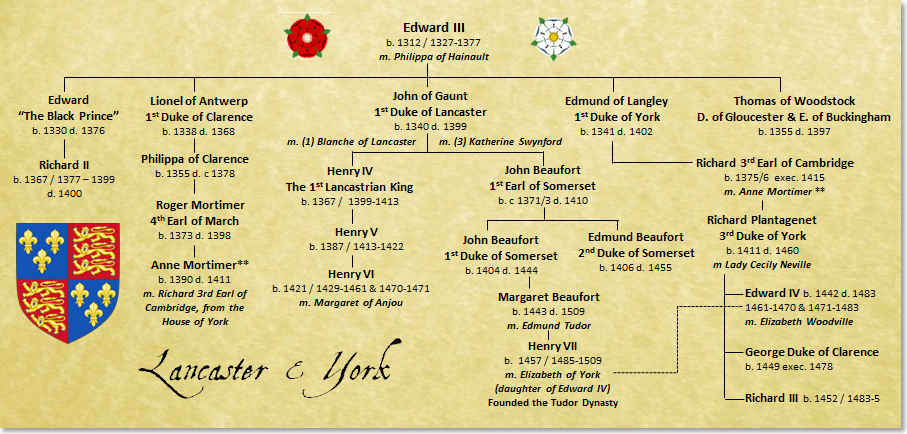 Edward III
b. 1312 / 1327-1377
m. Philippa of Hainault
Edward
“The Black Prince”
b. 1330 d. 1376
Richard II
b. 1367 / 1377 – 1399
d. 1400
Lionel of Antwerp
1st Duke of Clarence
b. 1338 d. 1368
Philippa of Clarence
b. 1355 d. c 1378
Roger Mortimer
4th Earl of March
b. 1373 d. 1398
Anne Mortimer**
b. 1390 d. 1411
m. Richard 3rd Earl of
Cambridge, from the
House of York
John of Gaunt
1st Duke of Lancaster
b. 1340 d. 1399
m. (1) Blanche of Lancaster
m. (3) Katherine Swynford
Henry IV
The 1st Lancastrian King
b. 1367 / 1399-1413
Henry V
b. 1387 / 1413-1422
Henry VI
b. 1421 / 1429-1461 & 1470-1471
m. Margaret of Anjou
John Beaufort
1st Earl of Somerset
b. c 1371/3 d. 1410
John Beaufort
1st Duke of Somerset
b. 1404 d. 1444
Edmund Beaufort
2nd Duke of Somerset
b. 1406 d. 1455
Margaret Beaufort
b. 1443 d. 1509
m. Edmund Tudor
Henry VII
b. 1457 / 1485-1509
m. Elizabeth of York
(daughter of Edward IV)
Founded the Tudor Dynasty
Edmund of Langley
1st Duke of York
b. 1341 d. 1402
Thomas of Woodstock
D. of Gloucester & E. of Buckingham
b. 1355 d. 1397
Richard 3rd Earl of Cambridge
b. 1375/6 exec. 1415
m. Anne Mortimer **
Richard Plantagenet
3rd Duke of York
b. 1411 d. 1460
m Lady Cecily Neville
Edward IV b. 1442 d. 1483
1461-1470 & 1471-1483
m. Elizabeth Woodville
George Duke of Clarence
b. 1449 exec. 1478
Richard III b. 1452 / 1483-5
Lancaster & York